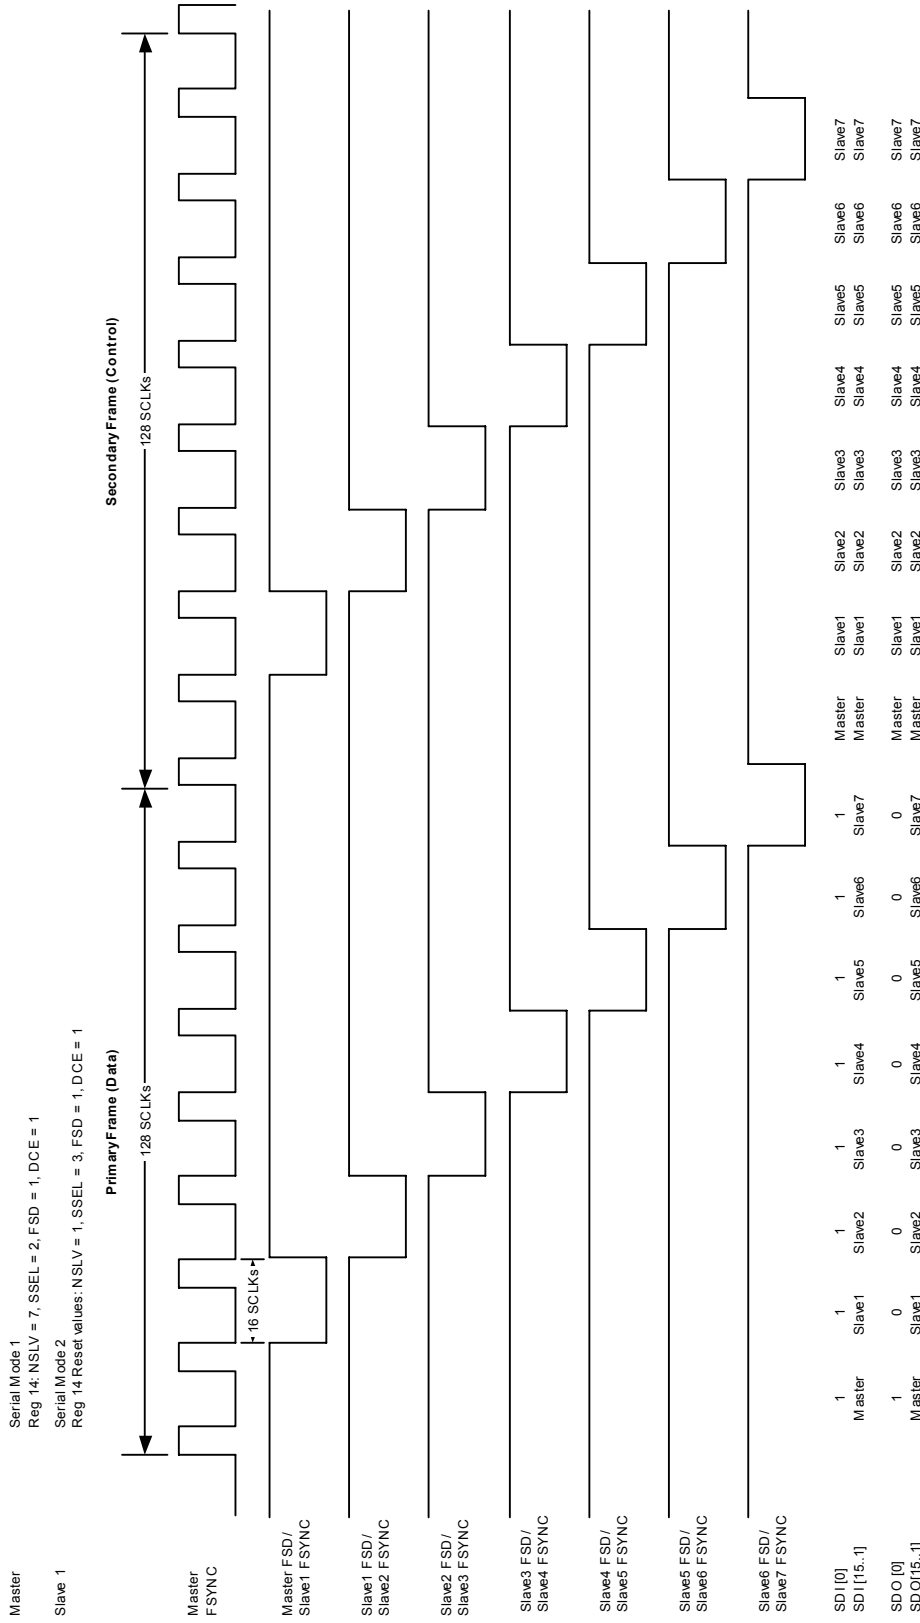 Master
Serial Mode 1
Reg 14: NSLV = 7, SSEL = 2, FSD = 1, DCE = 1
Slave 1
Serial Mode 2
Reg 14 Reset values: NSLV = 1, SSEL = 3, FSD = 1, DCE = 1
Primary Frame (Data)
Secondary Frame (Control)
128 SCLKs
128 SCLKs
Master
FSYNC
16 SCLKs
Master FSD/
Slave1 FSYNC
Slave1 FSD/
Slave2 FSYNC
Slave2 FSD/
Slave3 FSYNC
Slave3 FSD/
Slave4 FSYNC
Slave4 FSD/
Slave5 FSYNC
Slave5 FSD/
Slave6 FSYNC
Slave6 FSD/
Slave7 FSYNC
SDI [0] 1 1 1 1 1 1 1 1 Master Slave1 Slave2 Slave3 Slave4 Slave5 Slave6 Slave7
SDI [15..1] Master Slave1 Slave2 Slave3 Slave4 Slave5 Slave6 Slave7 Master Slave1 Slave2 Slave3 Slave4 Slave5 Slave6 Slave7
SDO [0] 1 0 0 0 0 0 0 0 Master Slave1 Slave2 Slave3 Slave4 Slave5 Slave6 Slave7
SDO[15..1] Master Slave1 Slave2 Slave3 Slave4 Slave5 Slave6 Slave7 Master Slave1 Slave2 Slave3 Slave4 Slave5 Slave6 Slave7